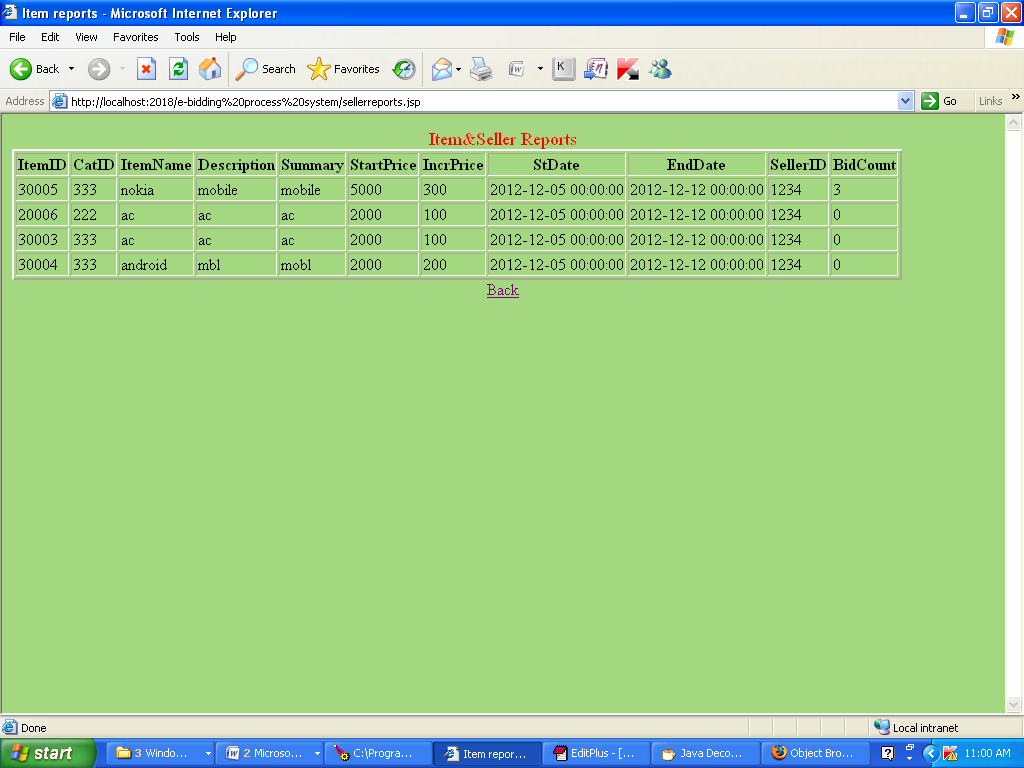 Item reports - Microsoft Internet Explorer
File Edit View Favorites Tools Help
Back Search Favorites W K
Address http://localhost:2018/e-bidding%20process%20system/sellerreports.jsp Go Links »
Item&Seller Reports
ItemID CatID ItemName Description Summary StartPrice IncrPrice StDate EndDate SellerID BidCount
30005 333 nokia mobile mobile 5000 300 2012-12-05 00:00:00 2012-12-12 00:00:00 1234 3
20006 222 ac ac ac 2000 100 2012-12-05 00:00:00 2012-12-12 00:00:00 1234 0
30003 333 ac ac ac 2000 100 2012-12-05 00:00:00 2012-12-12 00:00:00 1234 0
30004 333 android mbl mobl 2000 200 2012-12-05 00:00:00 2012-12-12 00:00:00 1234 0
Back
Done Local intranet
start 3 Windo... 2 Microso... C:\Progra... Item repor... EditPlus - [... Java Deco... Object Bro... 11:00 AM